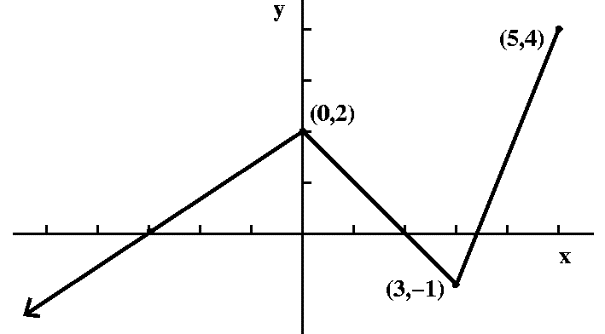 y
(5,4)
(0,2)
x
(3,–1)